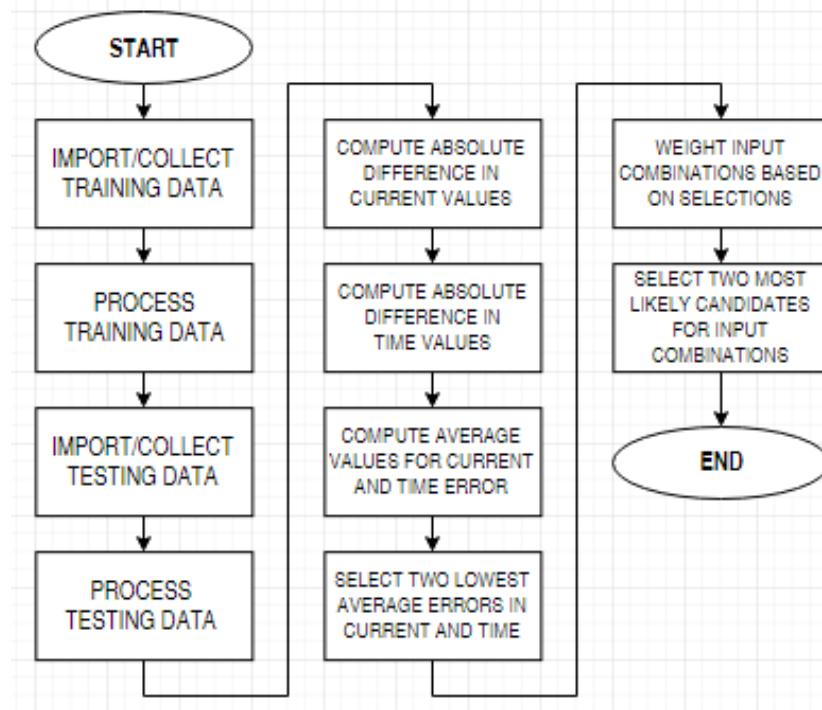 START
IMPORT/COLLECT
TRAINING DATA
PROCESS
TRAINING DATA
IMPORT/COLLECT
TESTING DATA
PROCESS
TESTING DATA
COMPUTE ABSOLUTE
DIFFERENCE IN
CURRENT VALUES
COMPUTE ABSOLUTE
DIFFERENCE IN
TIME VALUES
COMPUTE AVERAGE
VALUES FOR CURRENT
AND TIME ERROR
SELECT TWO LOWEST
AVERAGE ERRORS IN
CURRENT AND TIME
WEIGHT INPUT
COMBINATIONS BASED
ON SELECTIONS
SELECT TWO MOST
LIKELY CANDIDATES
FOR INPUT
COMBINATIONS
END